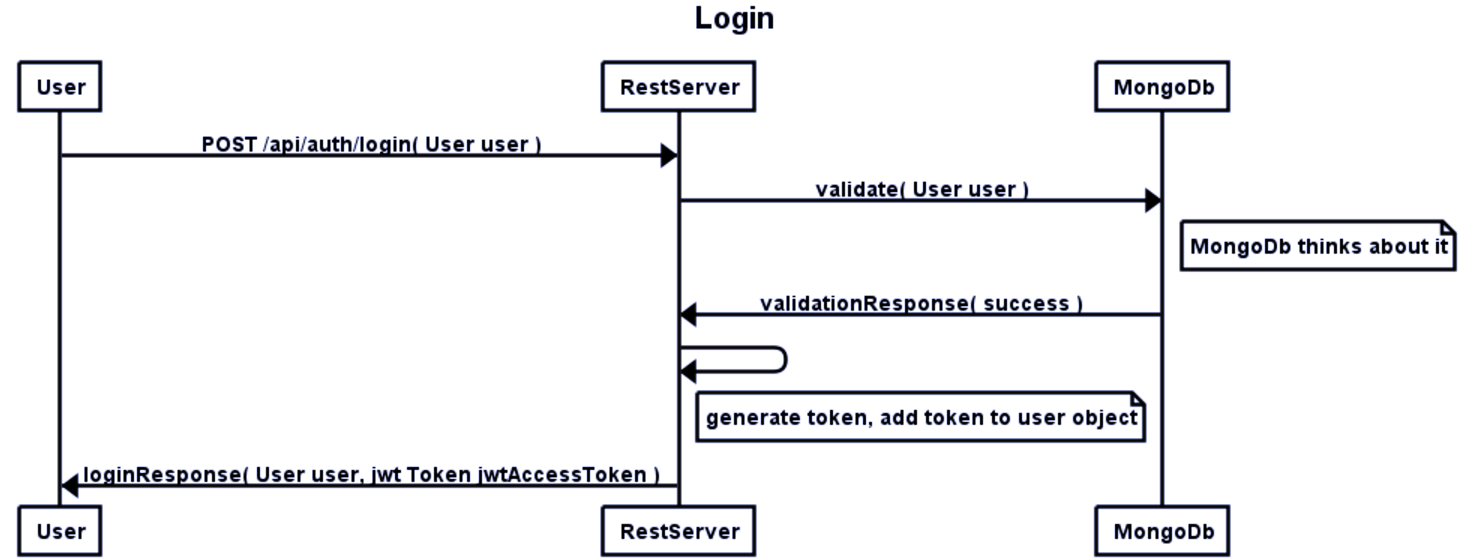 Login
User
RestServer
MongoDb
POST /api/auth/login( User user )
validate( User user )
MongoDb thinks about it
validationResponse( success )
generate token, add token to user object
loginResponse( User user, jwt Token jwtAccessToken )
User
RestServer
MongoDb